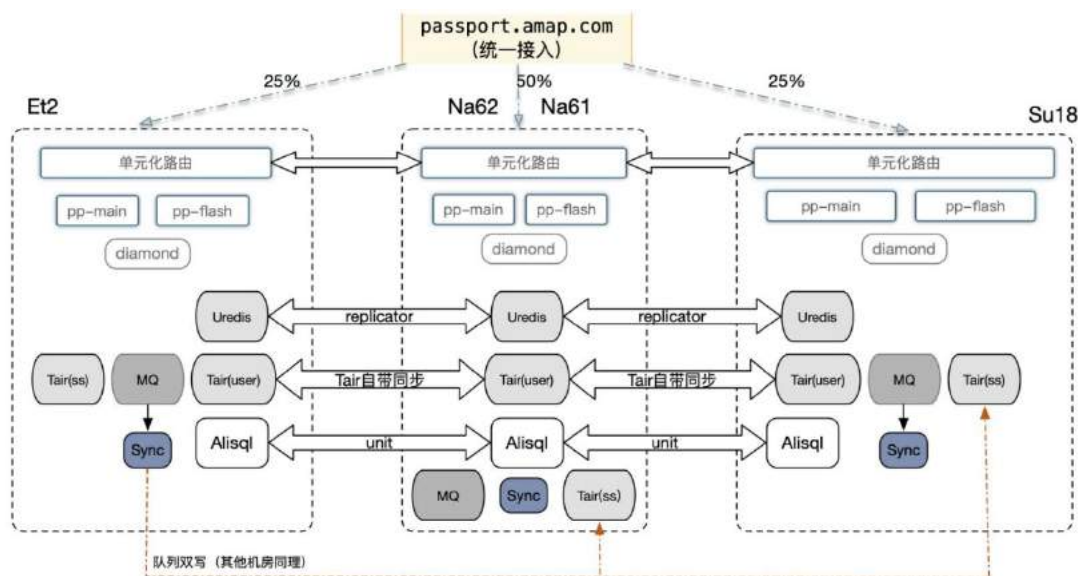 passport.amap.com
(统一接入)
25%
50%
25%
Et2
Na62
Na61
Su18
单元化路由
单元化路由
单元化路由
pp-main
pp-flash
pp-main
pp-flash
pp-main
pp-flash
diamond
diamond
diamond
Uredis
replicator
Uredis
replicator
Uredis
Tair(ss)
MQ
Tair(user)
Tair自带同步
Tair(user)
Tair自带同步
Tair(user)
MQ
Tair(ss)
Sync
Alisql
unit
Alisql
unit
Alisql
Sync
MQ
Sync
Tair(ss)
队列双写（其他机房同理）